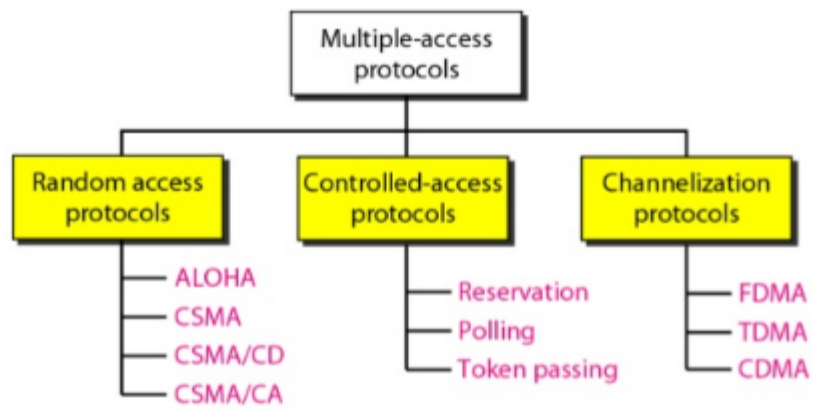 Multiple-access
protocols
Random access
protocols
Controlled-access
protocols
Channelization
protocols
ALOHA
CSMA
CSMA/CD
CSMA/CA
Reservation
Polling
Token passing
FDMA
TDMA
CDMA